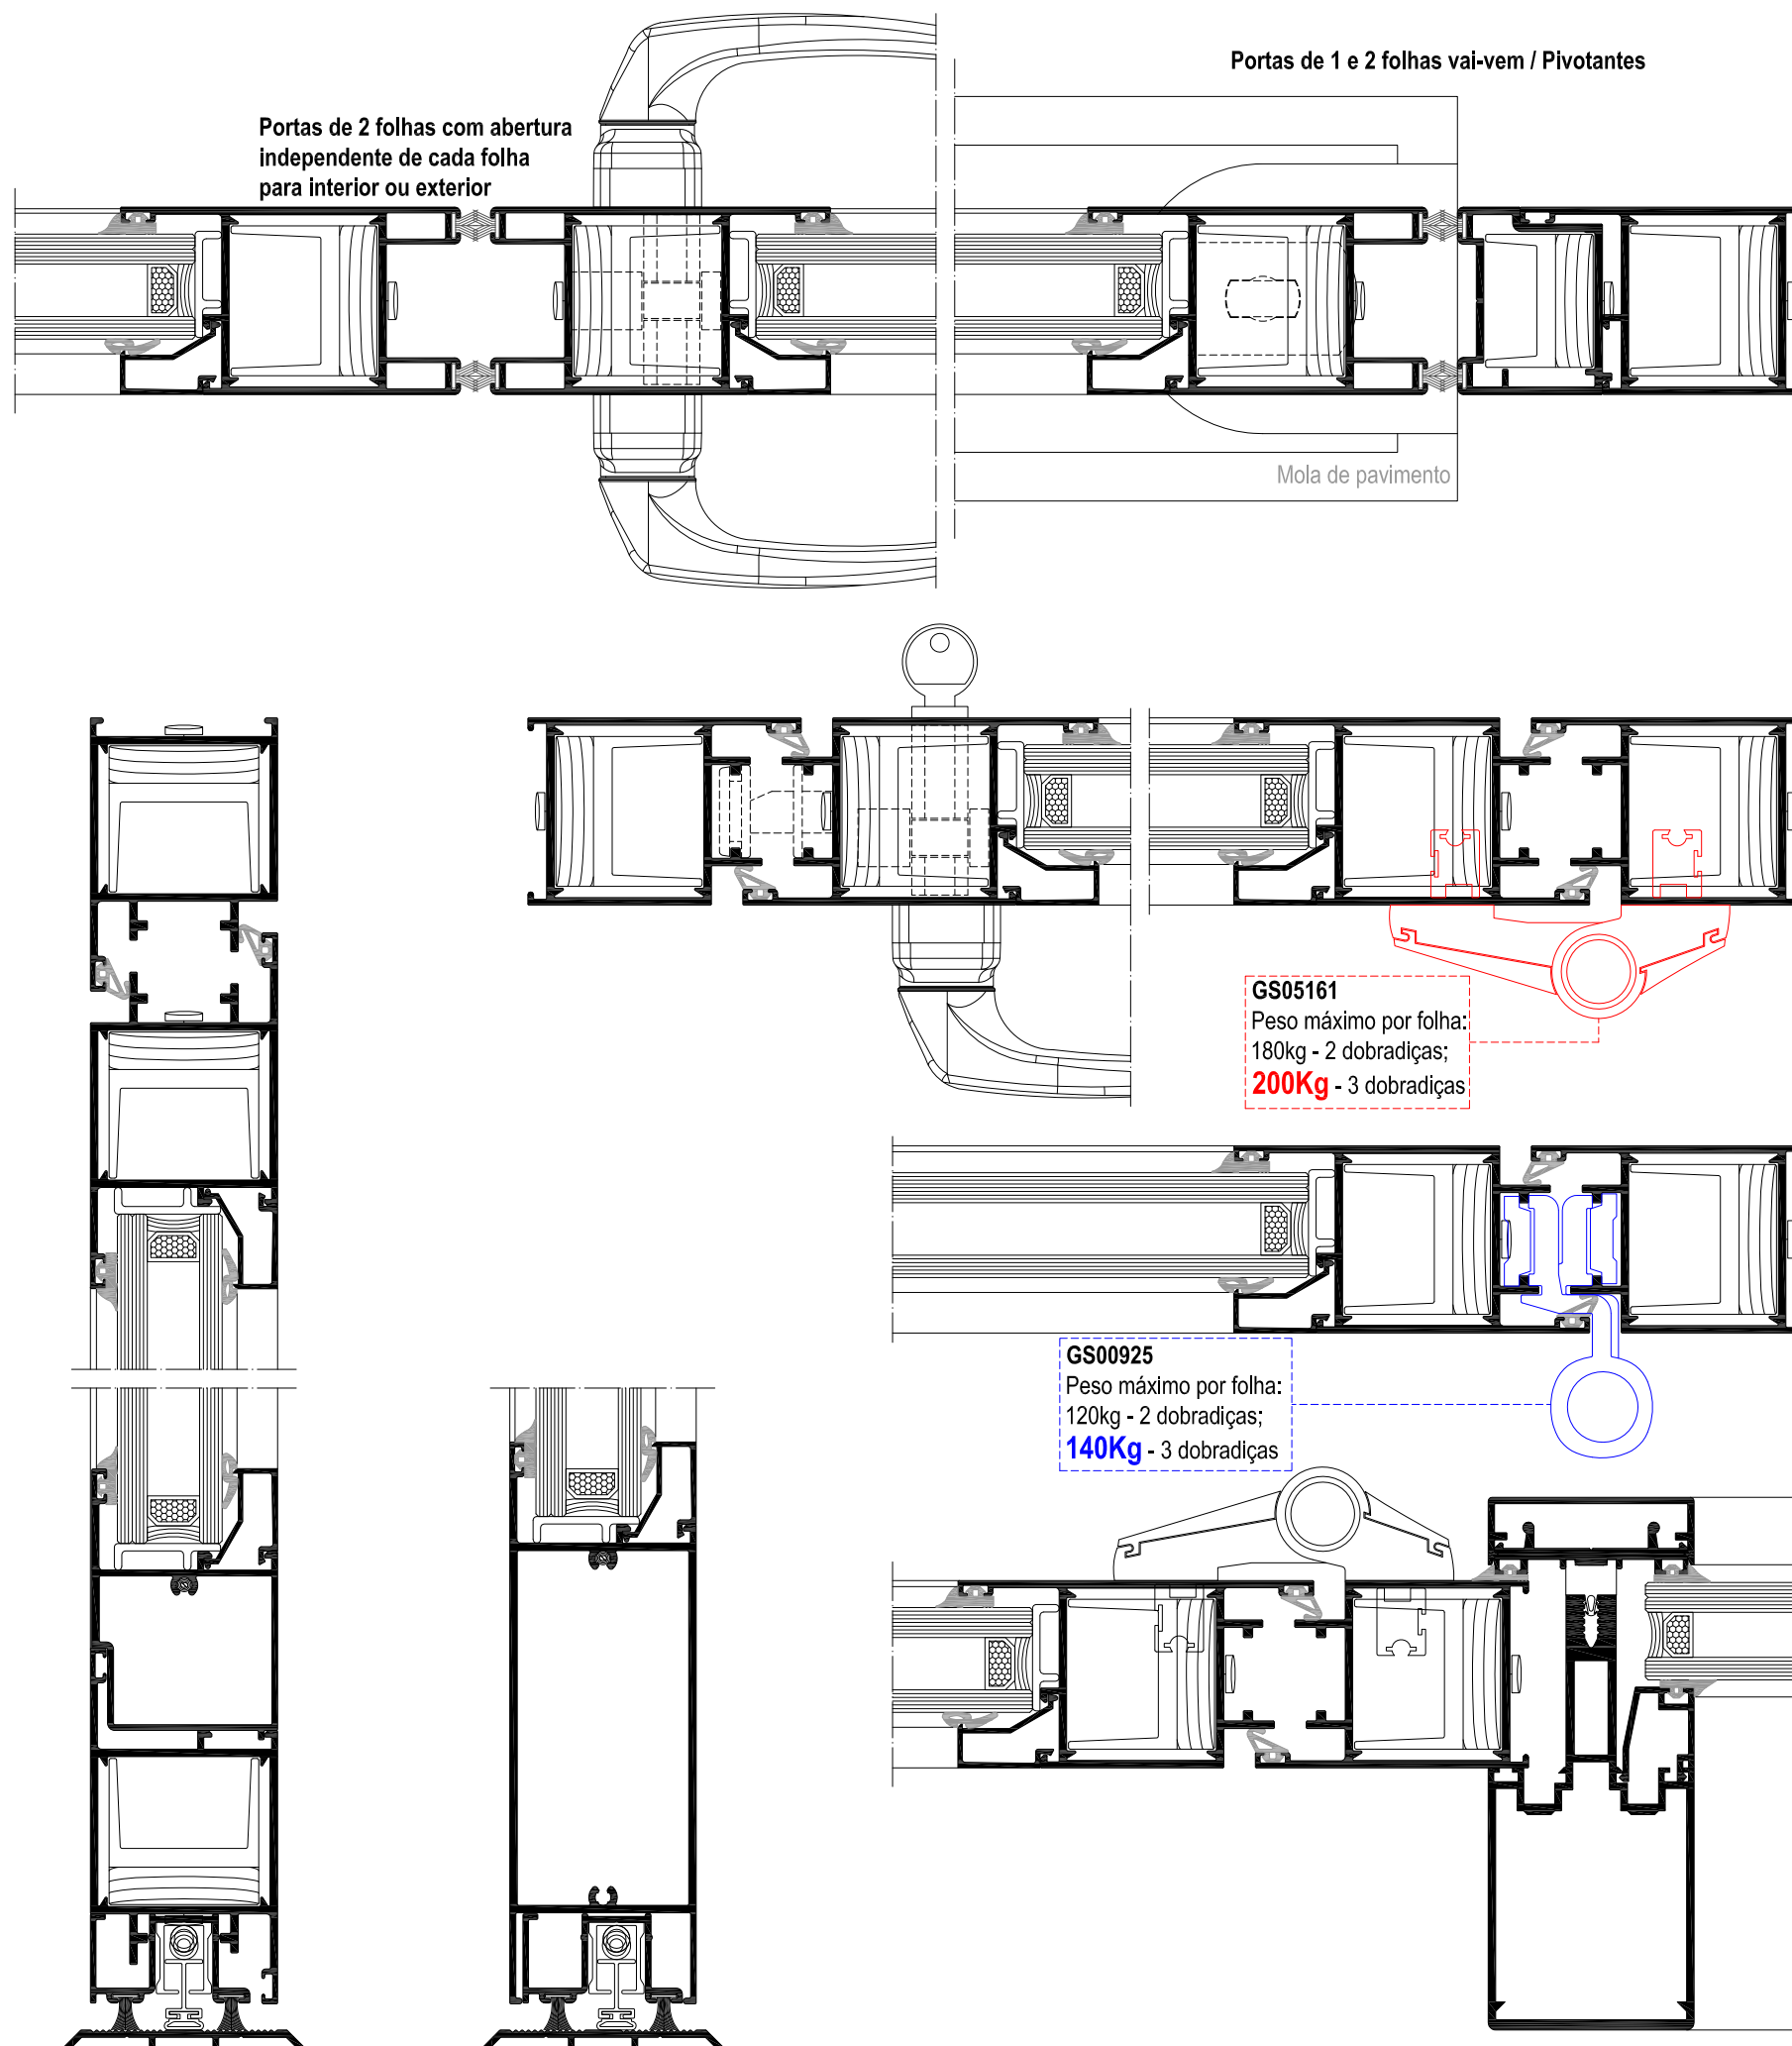 Portas de 1 e 2 folhas vai-vem / Pivotantes
Portas de 2 folhas com abertura
independente de cada folha
para interior ou exterior
Mola de pavimento
GS05161
Peso máximo por folha:
180kg - 2 dobradiças;
200Kg - 3 dobradiças
GS00925
Peso máximo por folha:
120kg - 2 dobradiças;
140Kg - 3 dobradiças